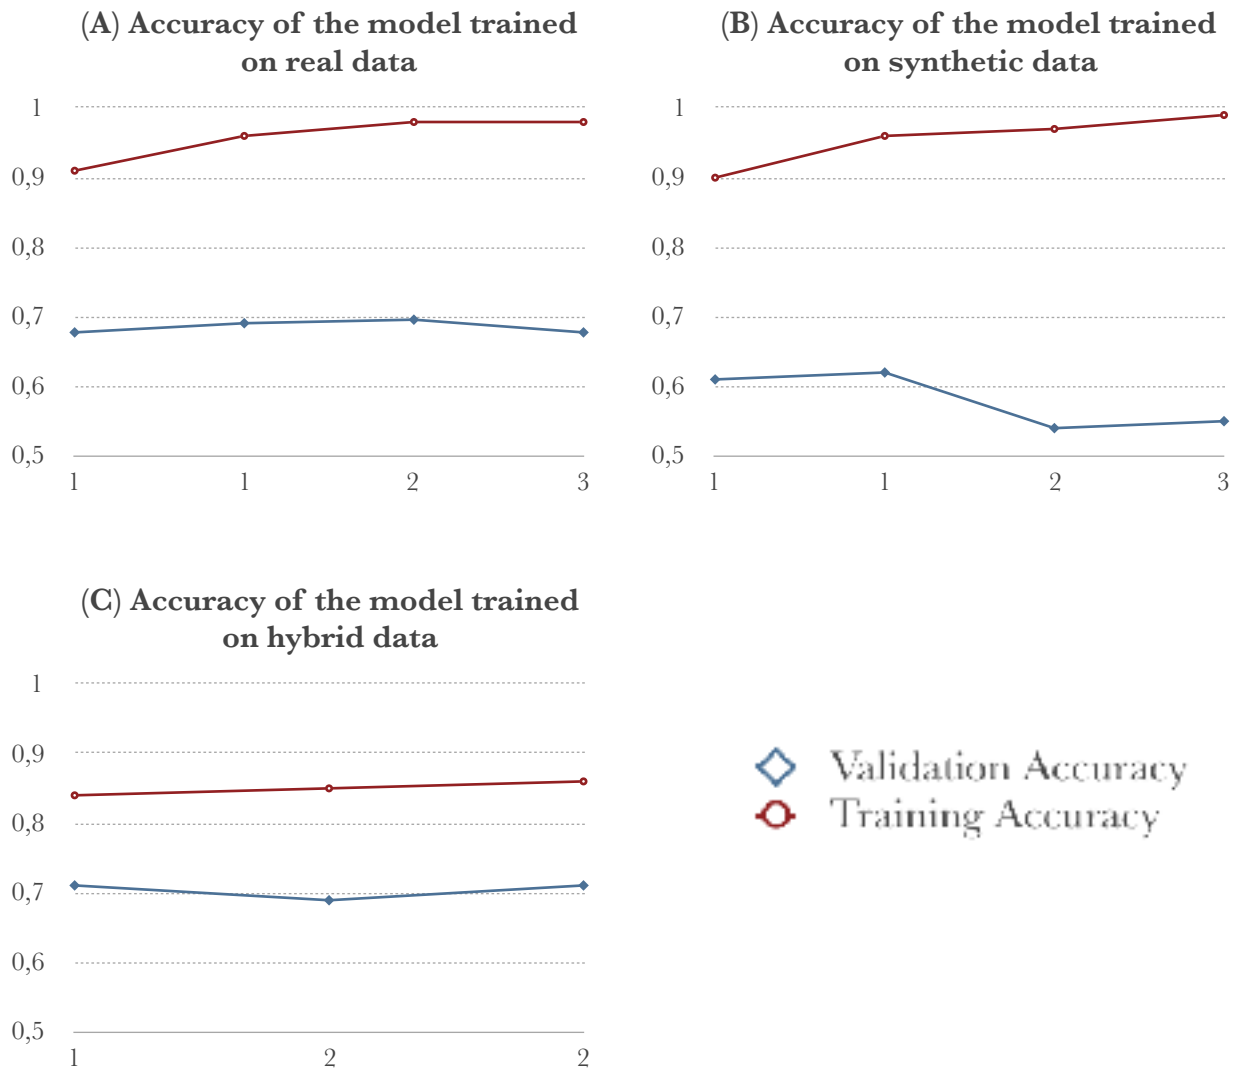 (A) Accuracy of the model trained
on real data
1
0,9
0,8
0,7
0,6
0,5
1 1 2 3
(B) Accuracy of the model trained
on synthetic data
1
0,9
0,8
0,7
0,6
0,5
1 1 2 3
(C) Accuracy of the model trained
on hybrid data
1
0,9
0,8
0,7
0,6
0,5
1 2 2
Validation Accuracy
Training Accuracy